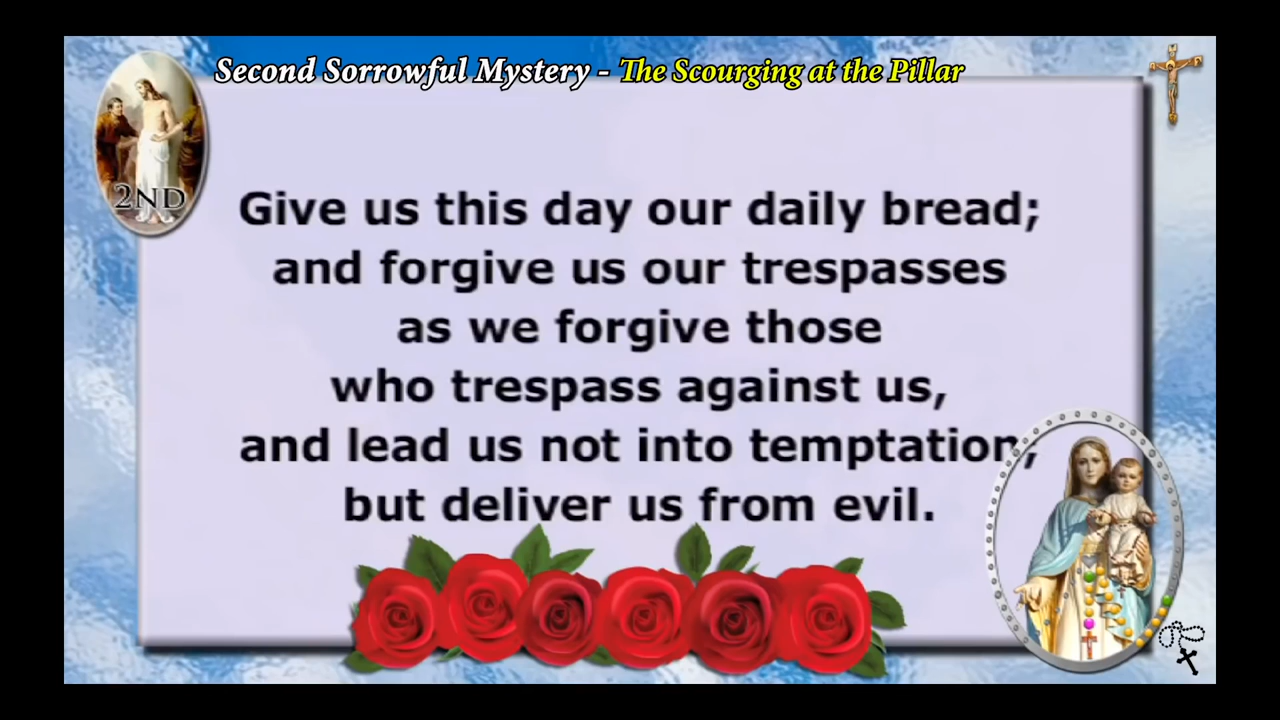 Second Sorrowful Mystery - The Scourging at the Pillar
2ND
Give us this day our daily bread;
and forgive us our trespasses
as we forgive those
who trespass against us,
and lead us not into temptation,
but deliver us from evil.